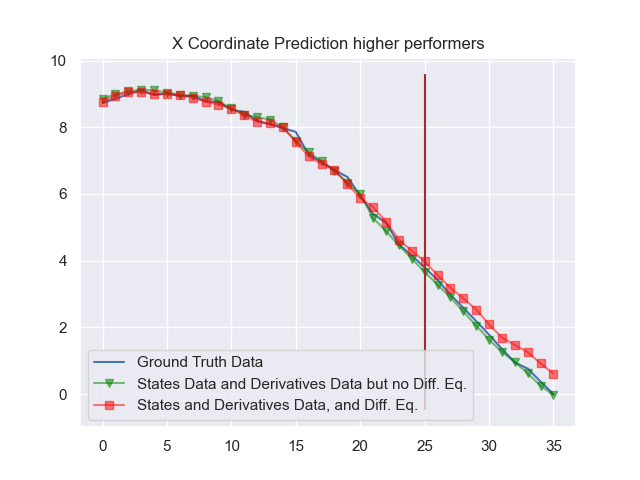 X Coordinate Prediction higher performers
10
8
6
4
2
0
Ground Truth Data
States Data and Derivatives Data but no Diff. Eq.
States and Derivatives Data, and Diff. Eq.
0 5 10 15 20 25 30 35